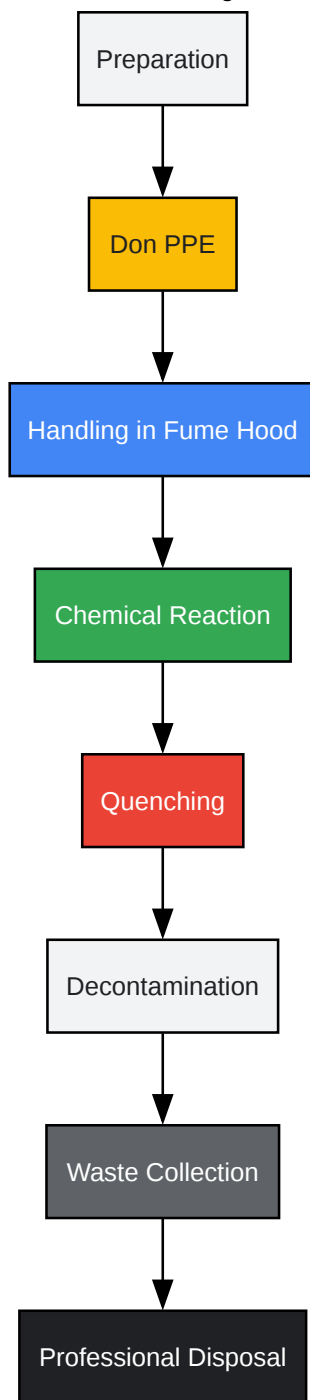 Preparation
Don PPE
Handling in Fume Hood
Chemical Reaction
Quenching
Decontamination
Waste Collection
Professional Disposal